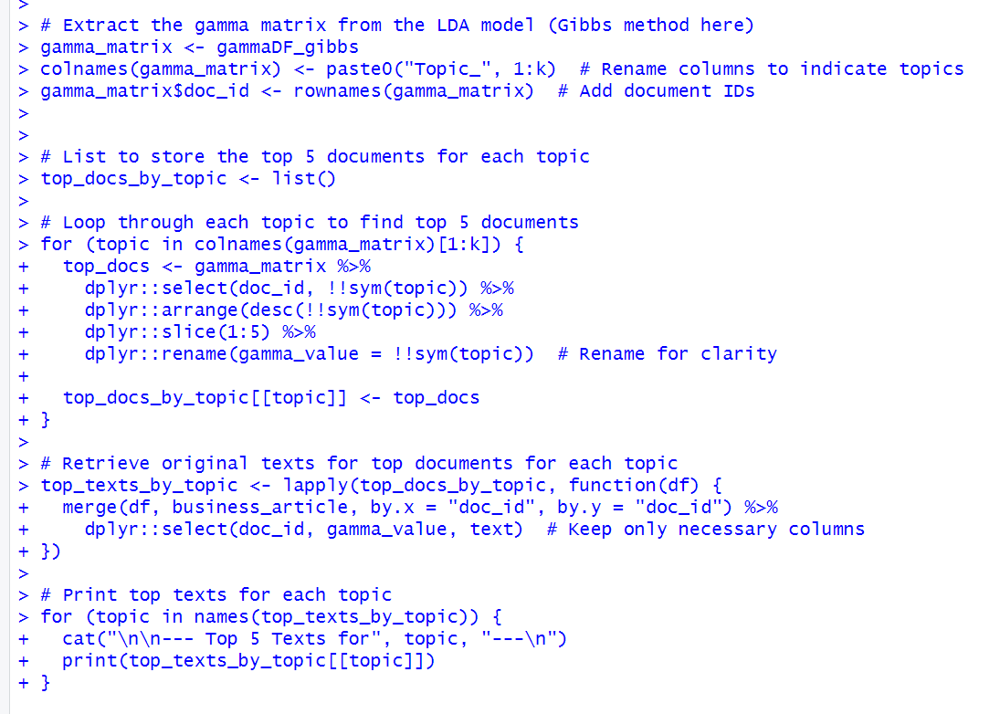 >
> # Extract the gamma matrix from the LDA model (Gibbs method here)
> gamma_matrix <- gammaDF_gibbs
> colnames(gamma_matrix) <- paste0("Topic_", 1:k)  # Rename columns to indicate topics
> gamma_matrix$doc_id <- rownames(gamma_matrix)  # Add document IDs
>
>
> # List to store the top 5 documents for each topic
> top_docs_by_topic <- list()
>
> # Loop through each topic to find top 5 documents
> for (topic in colnames(gamma_matrix)[1:k]) {
+   top_docs <- gamma_matrix %>%
+     dplyr::select(doc_id, !!sym(topic)) %>%
+     dplyr::arrange(desc(!!sym(topic))) %>%
+     dplyr::slice(1:5) %>%
+     dplyr::rename(gamma_value = !!sym(topic))  # Rename for clarity
+
+   top_docs_by_topic[[topic]] <- top_docs
+ }
>
> # Retrieve original texts for top documents for each topic
> top_texts_by_topic <- lapply(top_docs_by_topic, function(df) {
+   merge(df, business_article, by.x = "doc_id", by.y = "doc_id") %>%
+     dplyr::select(doc_id, gamma_value, text)  # Keep only necessary columns
+ })
>
> # Print top texts for each topic
> for (topic in names(top_texts_by_topic)) {
+   cat("\n\n--- Top 5 Texts for", topic, "---\n")
+   print(top_texts_by_topic[[topic]])
+ }